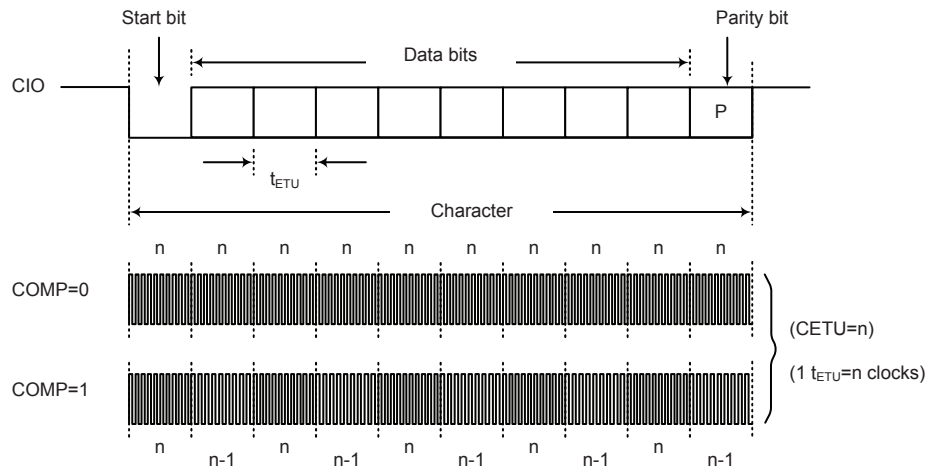 Start bit
Parity bit
Data bits
CIO
P
tETU
Character
n n n n n n n n n n
COMP=0
(CETU=n)
(1 tETU=n clocks)
COMP=1
n n-1 n n-1 n n-1 n n-1 n n-1